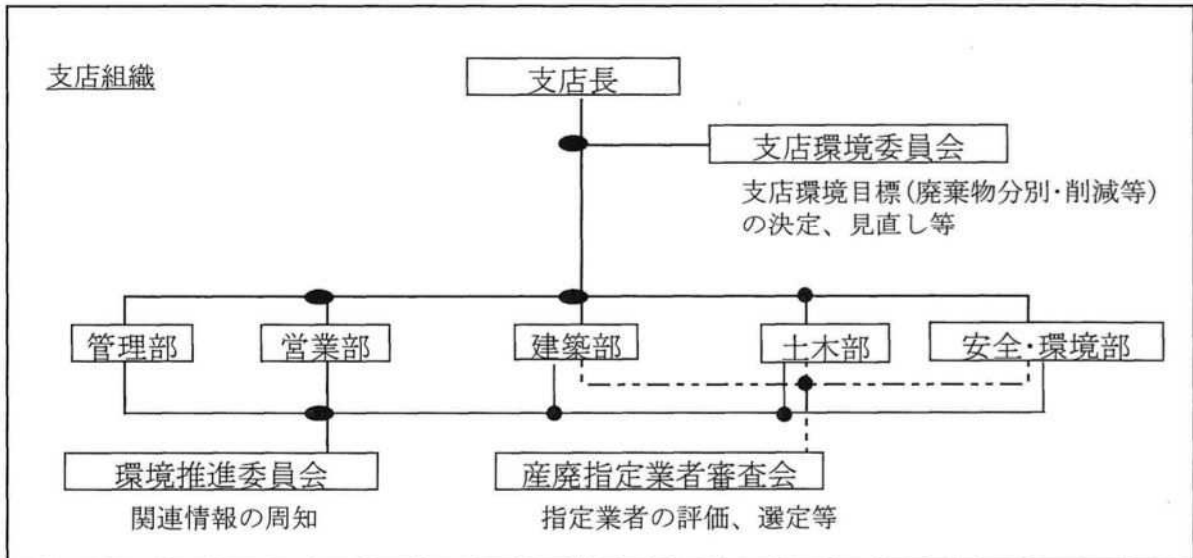 支店組織
支店長
支店環境委員会
支店環境目標(廃棄物分別・削減等)
の決定、見直し等
管理部
営業部
建築部
土木部
安全・環境部
環境推進委員会
産廃指定業者審査会
関連情報の周知
指定業者の評価、選定等